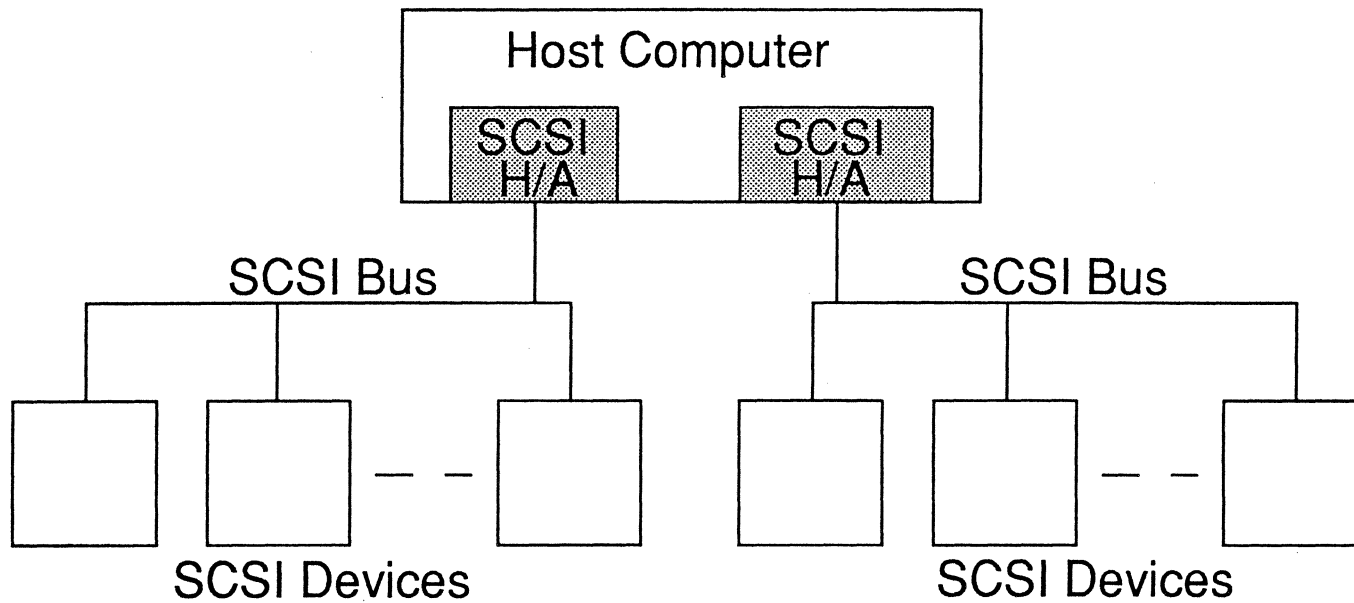 Host Computer
SCSI
H/A
SCSI
H/A
SCSI Bus
SCSI Bus
SCSI Devices
SCSI Devices